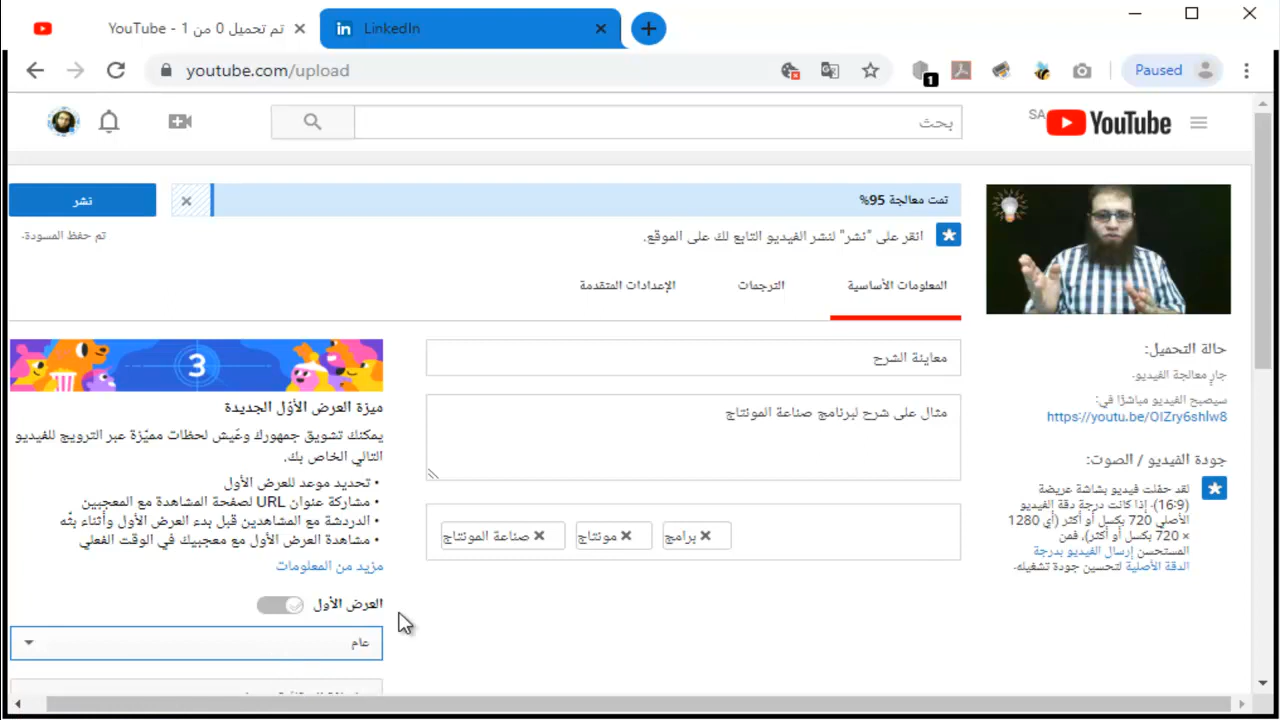 YouTube - تم تحميل 0 من 1
LinkedIn
youtube.com/upload
1
Paused
SA
YouTube
بحث
تمت معالجة 95%
نشر
انقر على "نشر" لنشر الفيديو التابع لك على الموقع.
تم حفظ المسودة.
المعلومات الأساسية
الترجمات
الإعدادات المتقدمة
حالة التحميل:
جارٍ معالجة الفيديو.
سيصبح الفيديو مباشرًا في:
https://youtu.be/OIZry6shlw8
جودة الفيديو / الصوت:
لقد حمّلت فيديو بشاشة عريضة
(16:9). إذا كانت درجة دقة الفيديو
الأصلي 720 بكسل أو أكثر (أي 1280
× 720 بكسل أو أكثر)، فمن
المستحسن إرسال الفيديو بدرجة
الدقة الأصلية لتحسين جودة تشغيله.
معاينة الشرح
مثال على شرح لبرنامج صناعة المونتاج
برامج
مونتاج
صناعة المونتاج
3
ميزة العرض الأوّل الجديدة
يمكنك تشويق جمهورك وعَيش لحظات مميّزة عبر الترويج للفيديو
التالي الخاص بك.
• تحديد موعد للعرض الأول
• مشاركة عنوان URL لصفحة المشاهدة مع المعجبين
• الدردشة مع المشاهدين قبل بدء العرض الأول وأثناء بثّه
• مشاهدة العرض الأول مع معجبيك في الوقت الفعلي
مزيد من المعلومات
العرض الأول
عام